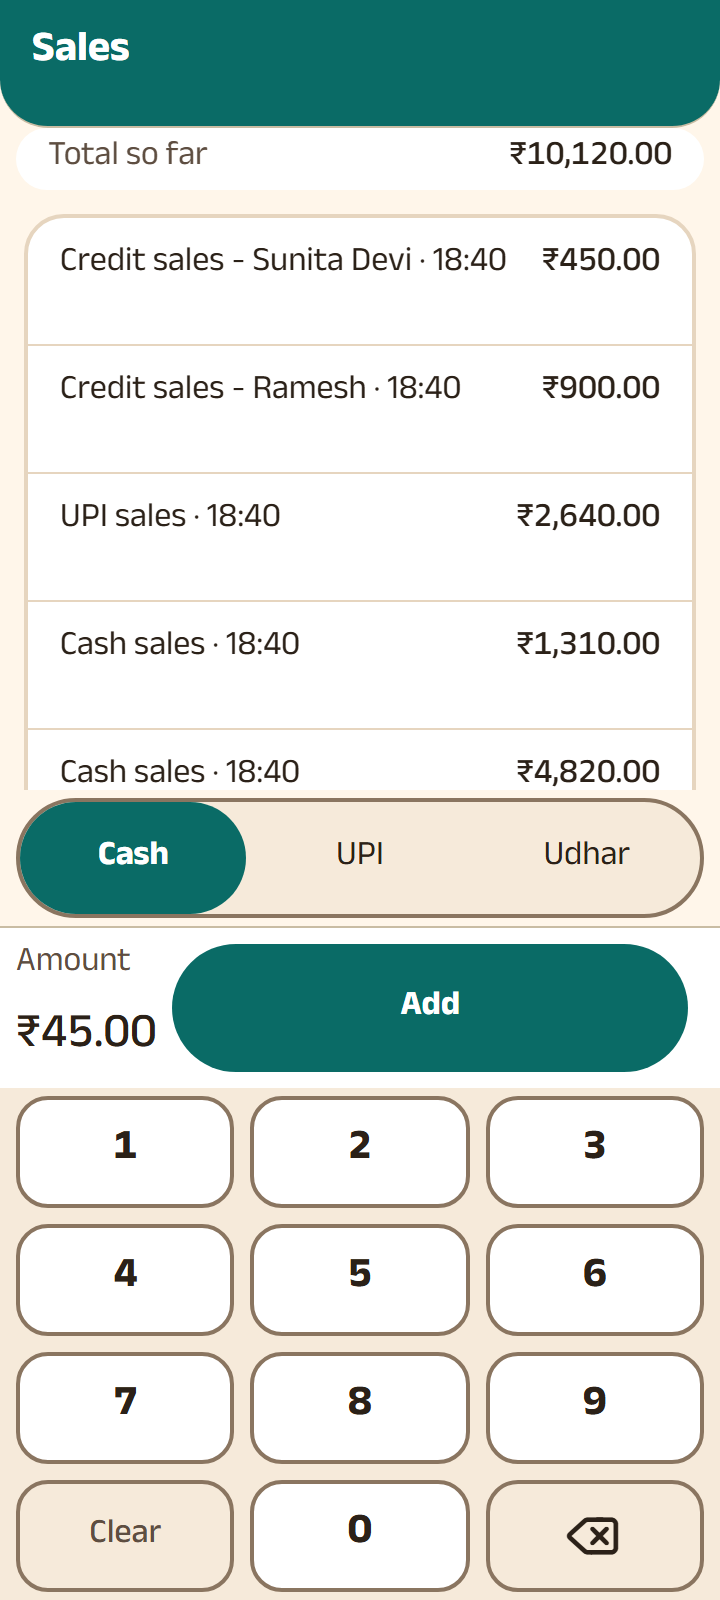 Sales
Total so far ₹10,120.00
Credit sales - Sunita Devi · 18:40 ₹450.00
Credit sales - Ramesh · 18:40 ₹900.00
UPI sales · 18:40 ₹2,640.00
Cash sales · 18:40 ₹1,310.00
Cash sales · 18:40 ₹4,820.00
Cash UPI Udhar
Amount
₹45.00
Add
1 2 3
4 5 6
7 8 9
Clear 0